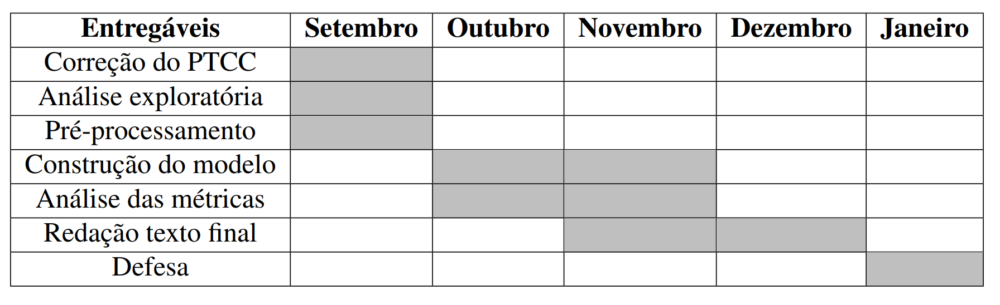 Entregáveis Setembro Outubro Novembro Dezembro Janeiro
Correção do PTCC
Análise exploratória
Pré-processamento
Construção do modelo
Análise das métricas
Redação texto final
Defesa